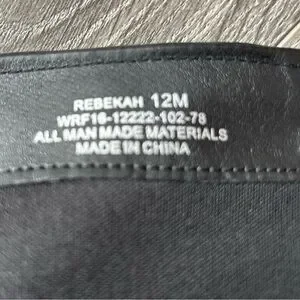 REBEKAH 12M
WRF16-12222-102-78
ALL MAN MADE MATERIALS
MADE IN CHINA